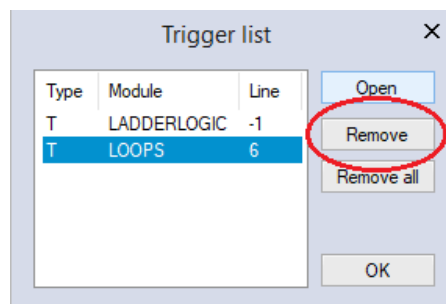 Trigger list
Type Module Line
T LADDERLOGIC -1
T LOOPS 6
Open
Remove
Remove all
OK